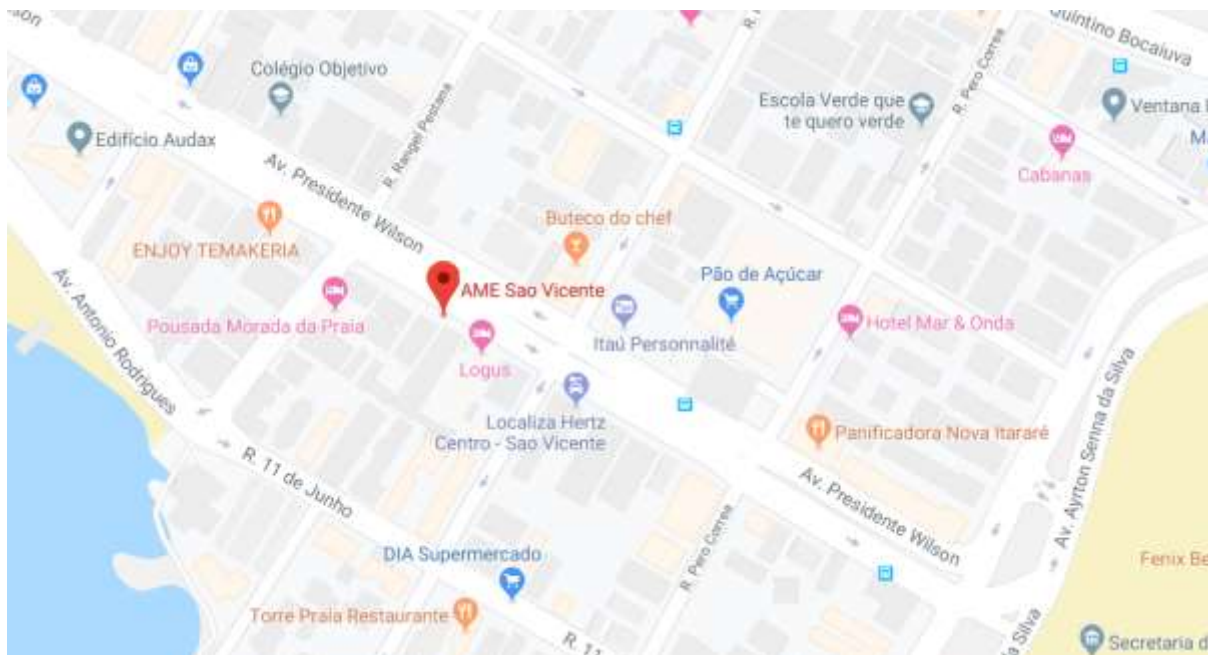 Quintino Bocaiuva
Colégio Objetivo
Edifício Audax
R. Rangel Pestana
Escola Verde que
te quero verde
R. Pero Correa
Ventana
Cabanas
Av. Presidente Wilson
Buteco do chef
ENJOY TEMAKERIA
AME Sao Vicente
Pão de Açúcar
Av. Antonio Rodrigues
Pousada Morada da Praia
Itaú Personnalité
Hotel Mar & Onda
Logus
Localiza Hertz
Centro - Sao Vicente
Panificadora Nova Itararé
Av. Ayrton Senna da Silva
R. 11 de Junho
Av. Presidente Wilson
R. Pero Correa
DIA Supermercado
Fenix Be
Torre Praia Restaurante
R. 11
da Silva
Secretaria d